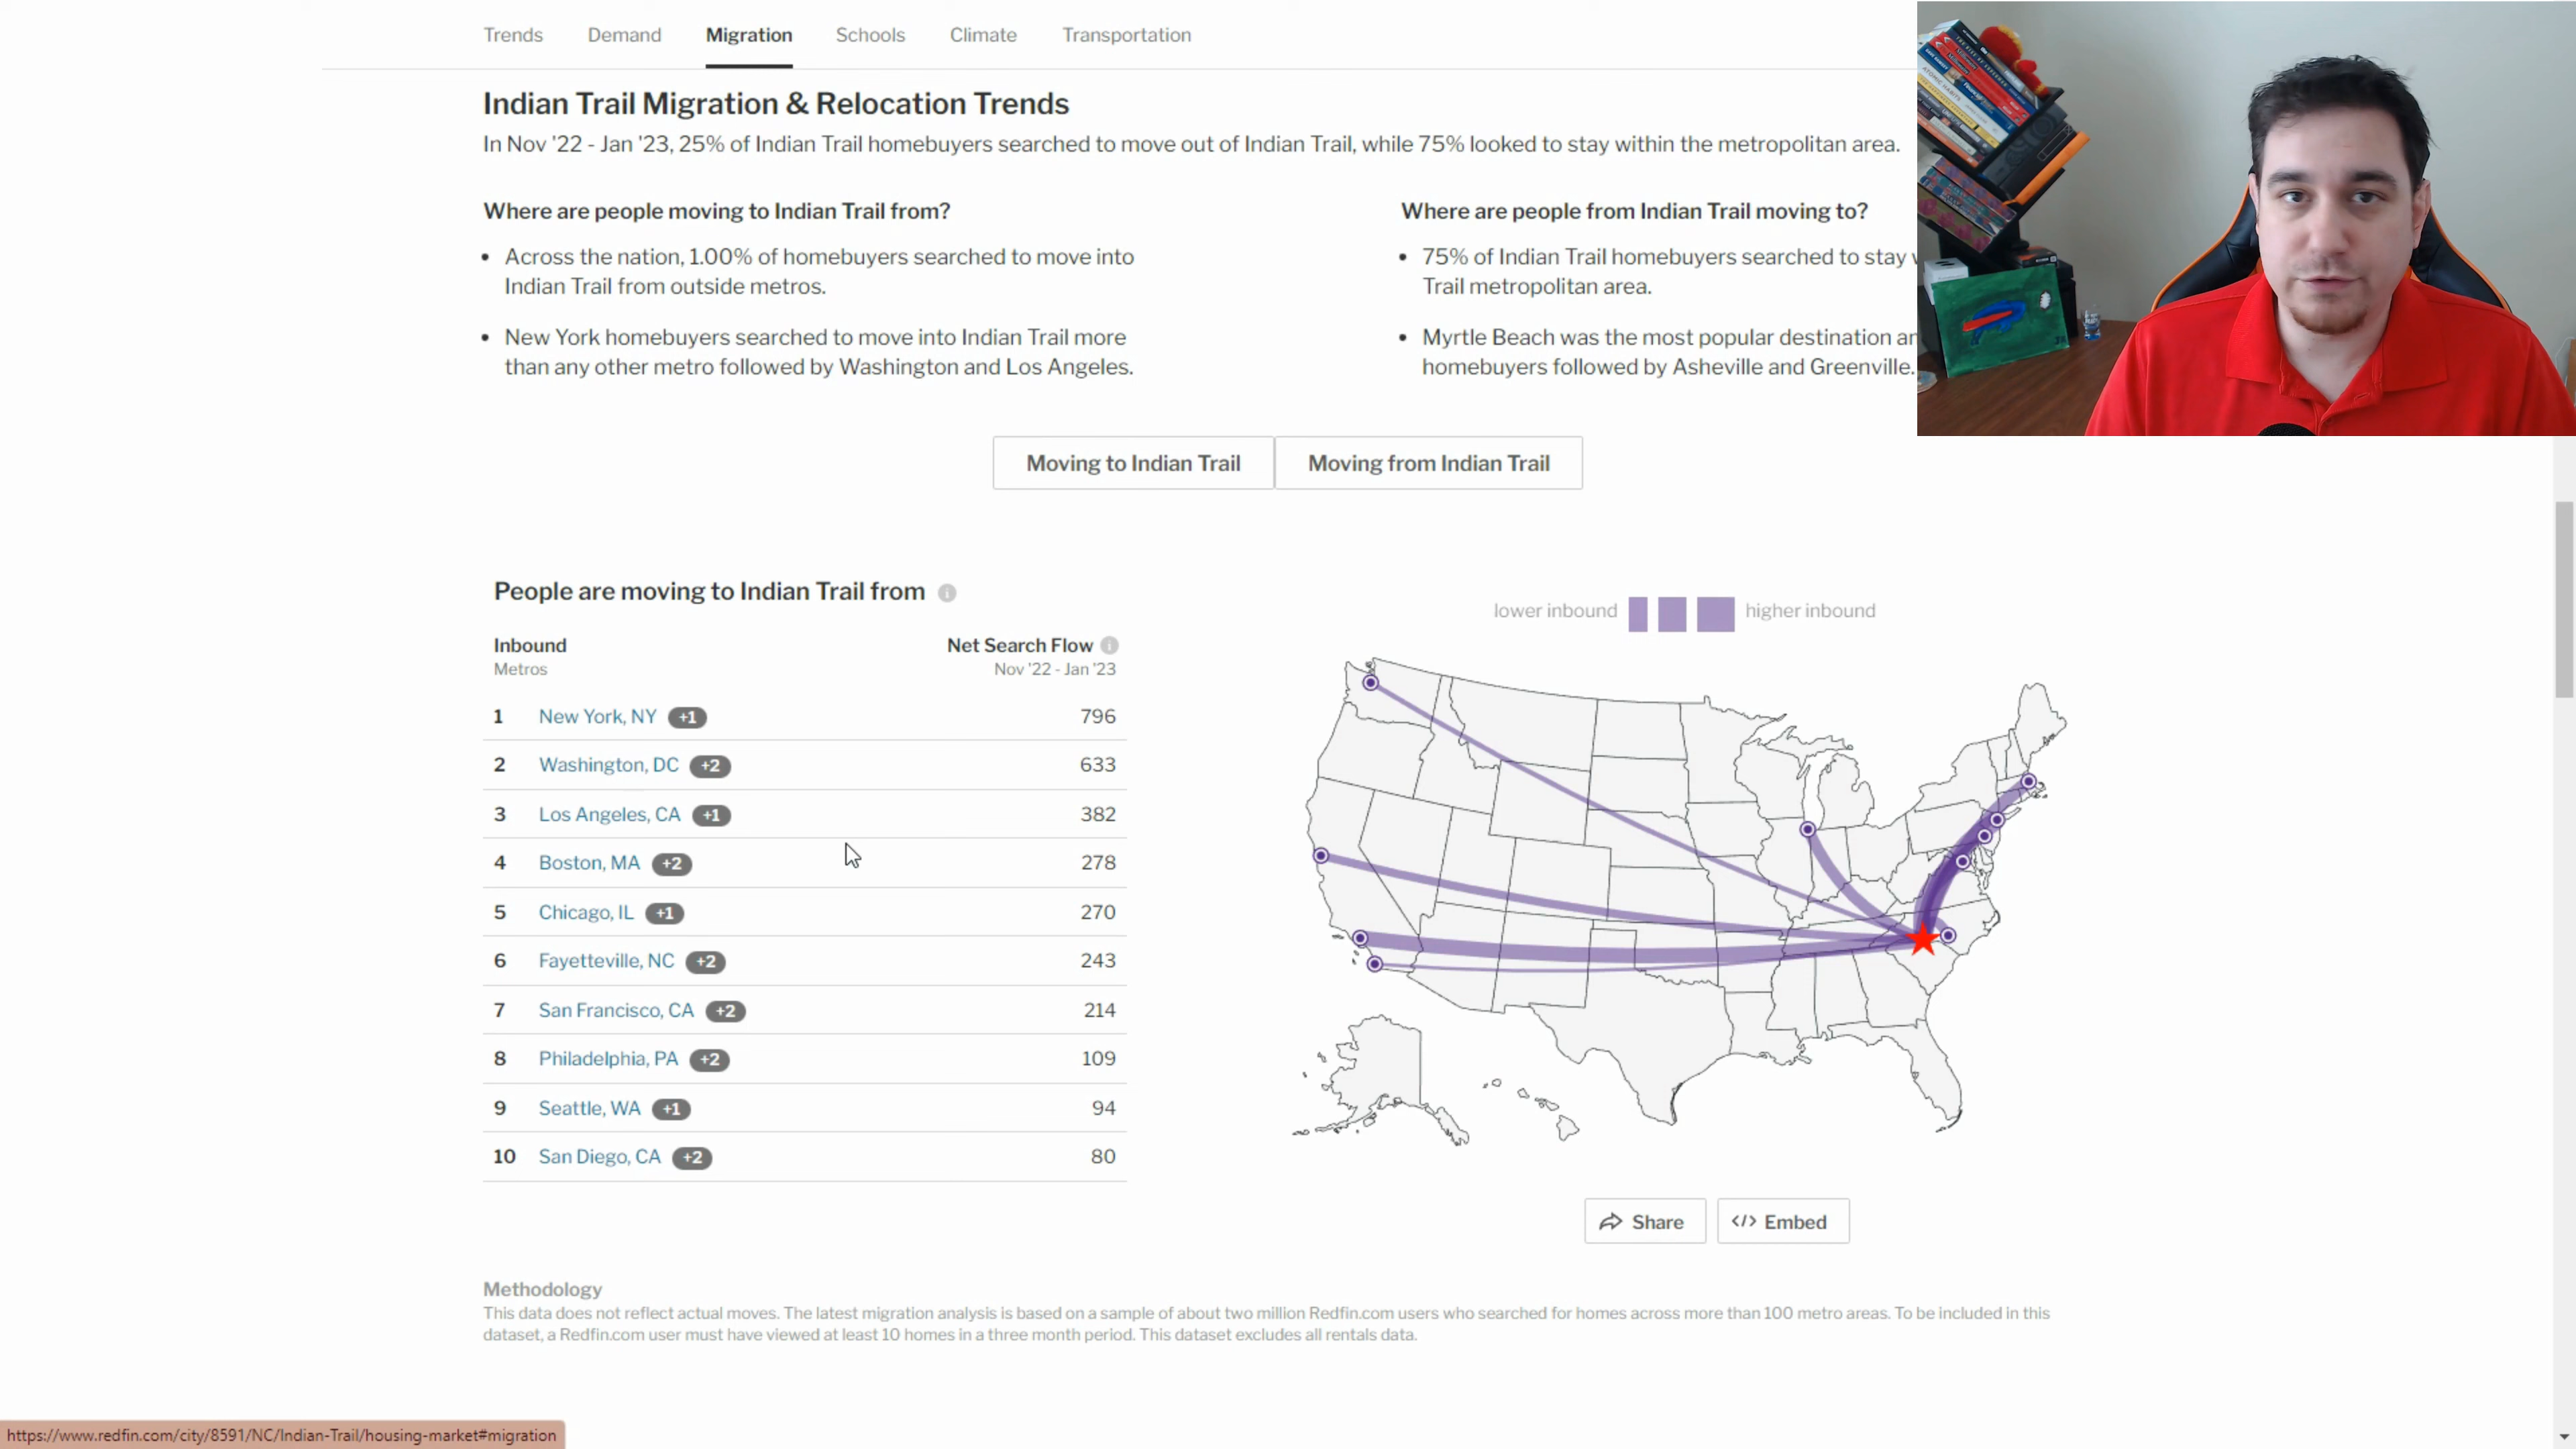 Trends Demand Migration Schools Climate Transportation
Indian Trail Migration & Relocation Trends
In Nov '22 - Jan '23, 25% of Indian Trail homebuyers searched to move out of Indian Trail, while 75% looked to stay within the metropolitan area.
Where are people moving to Indian Trail from?
Across the nation, 1.00% of homebuyers searched to move into
Indian Trail from outside metros.
New York homebuyers searched to move into Indian Trail more
than any other metro followed by Washington and Los Angeles.
Where are people from Indian Trail moving to?
75% of Indian Trail homebuyers searched to stay
Trail metropolitan area.
Myrtle Beach was the most popular destination
homebuyers followed by Asheville and Greenville.
ATOMIC HABITS
Moving to Indian Trail Moving from Indian Trail
People are moving to Indian Trail from
Inbound Net Search Flow
Metros Nov '22 - Jan '23
1 New York, NY +1 796
2 Washington, DC +2 633
3 Los Angeles, CA +1 382
4 Boston, MA +2 278
5 Chicago, IL +1 270
6 Fayetteville, NC +2 243
7 San Francisco, CA +2 214
8 Philadelphia, PA +2 109
9 Seattle, WA +1 94
10 San Diego, CA +2 80
lower inbound higher inbound
Share </> Embed
Methodology
This data does not reflect actual moves. The latest migration analysis is based on a sample of about two million Redfin.com users who searched for homes across more than 100 metro areas. To be included in this
dataset, a Redfin.com user must have viewed at least 10 homes in a three month period. This dataset excludes all rentals data.
https://www.redfin.com/city/8591/NC/Indian-Trail/housing-market#migration